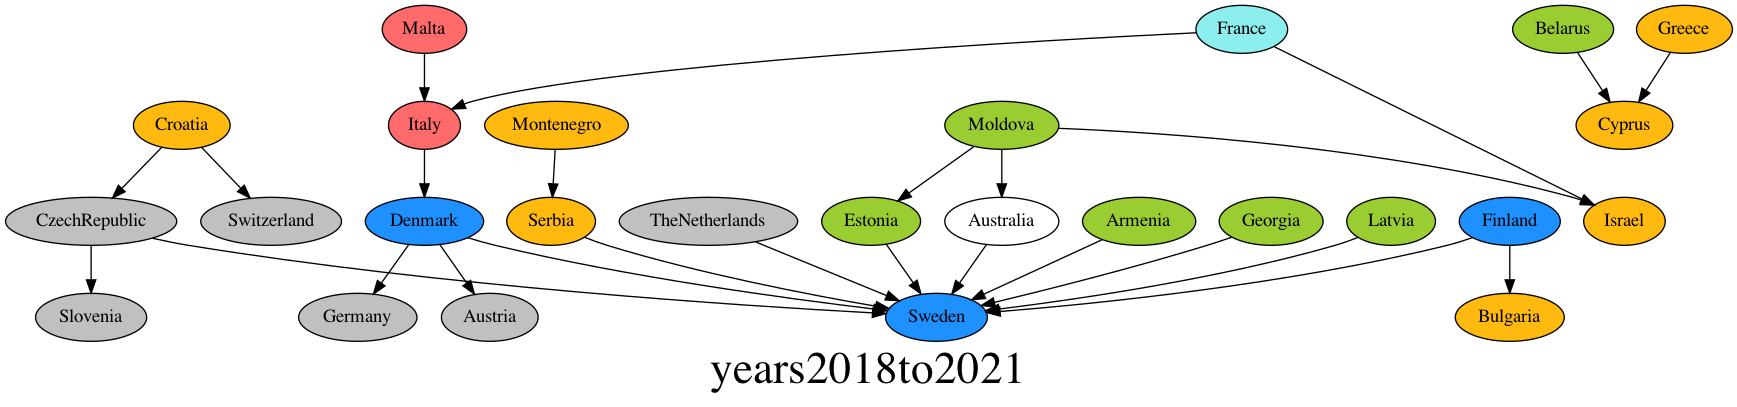 Malta France Belarus Greece
Croatia Italy Montenegro Moldova Cyprus
CzechRepublic Switzerland Denmark Serbia TheNetherlands Estonia Australia Armenia Georgia Latvia Finland Israel
Slovenia Germany Austria Sweden Bulgaria
years2018to2021